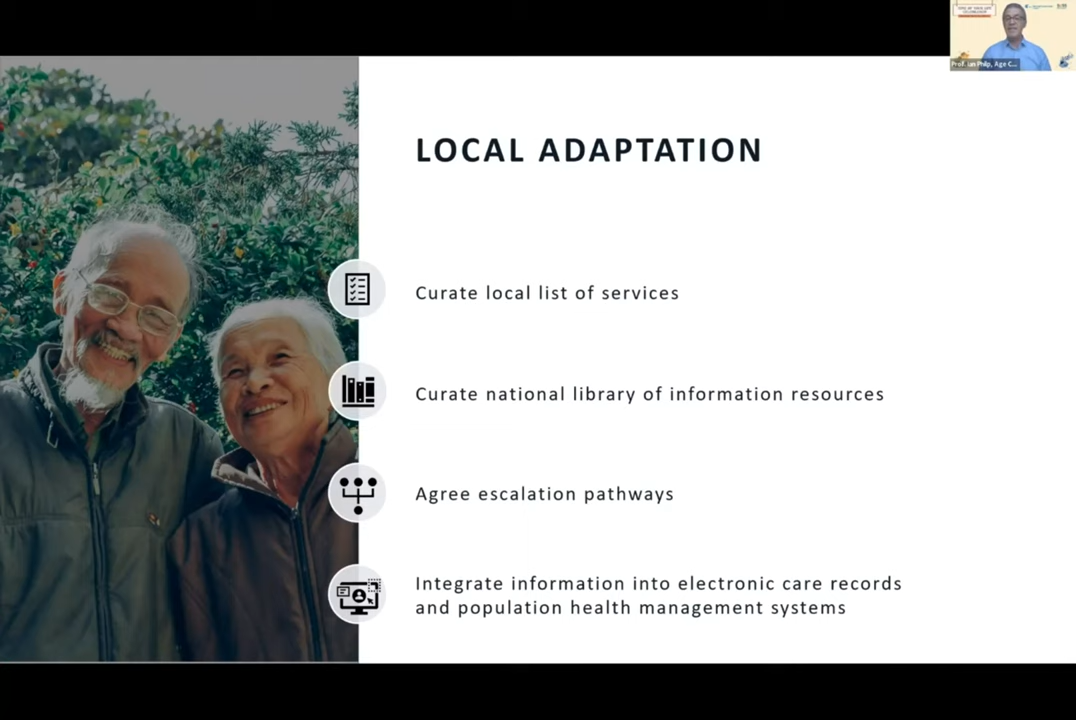 LOCAL ADAPTATION
Curate local list of services
Curate national library of information resources
Agree escalation pathways
Integrate information into electronic care records
and population health management systems
Prof. Ian Philp, Age C...